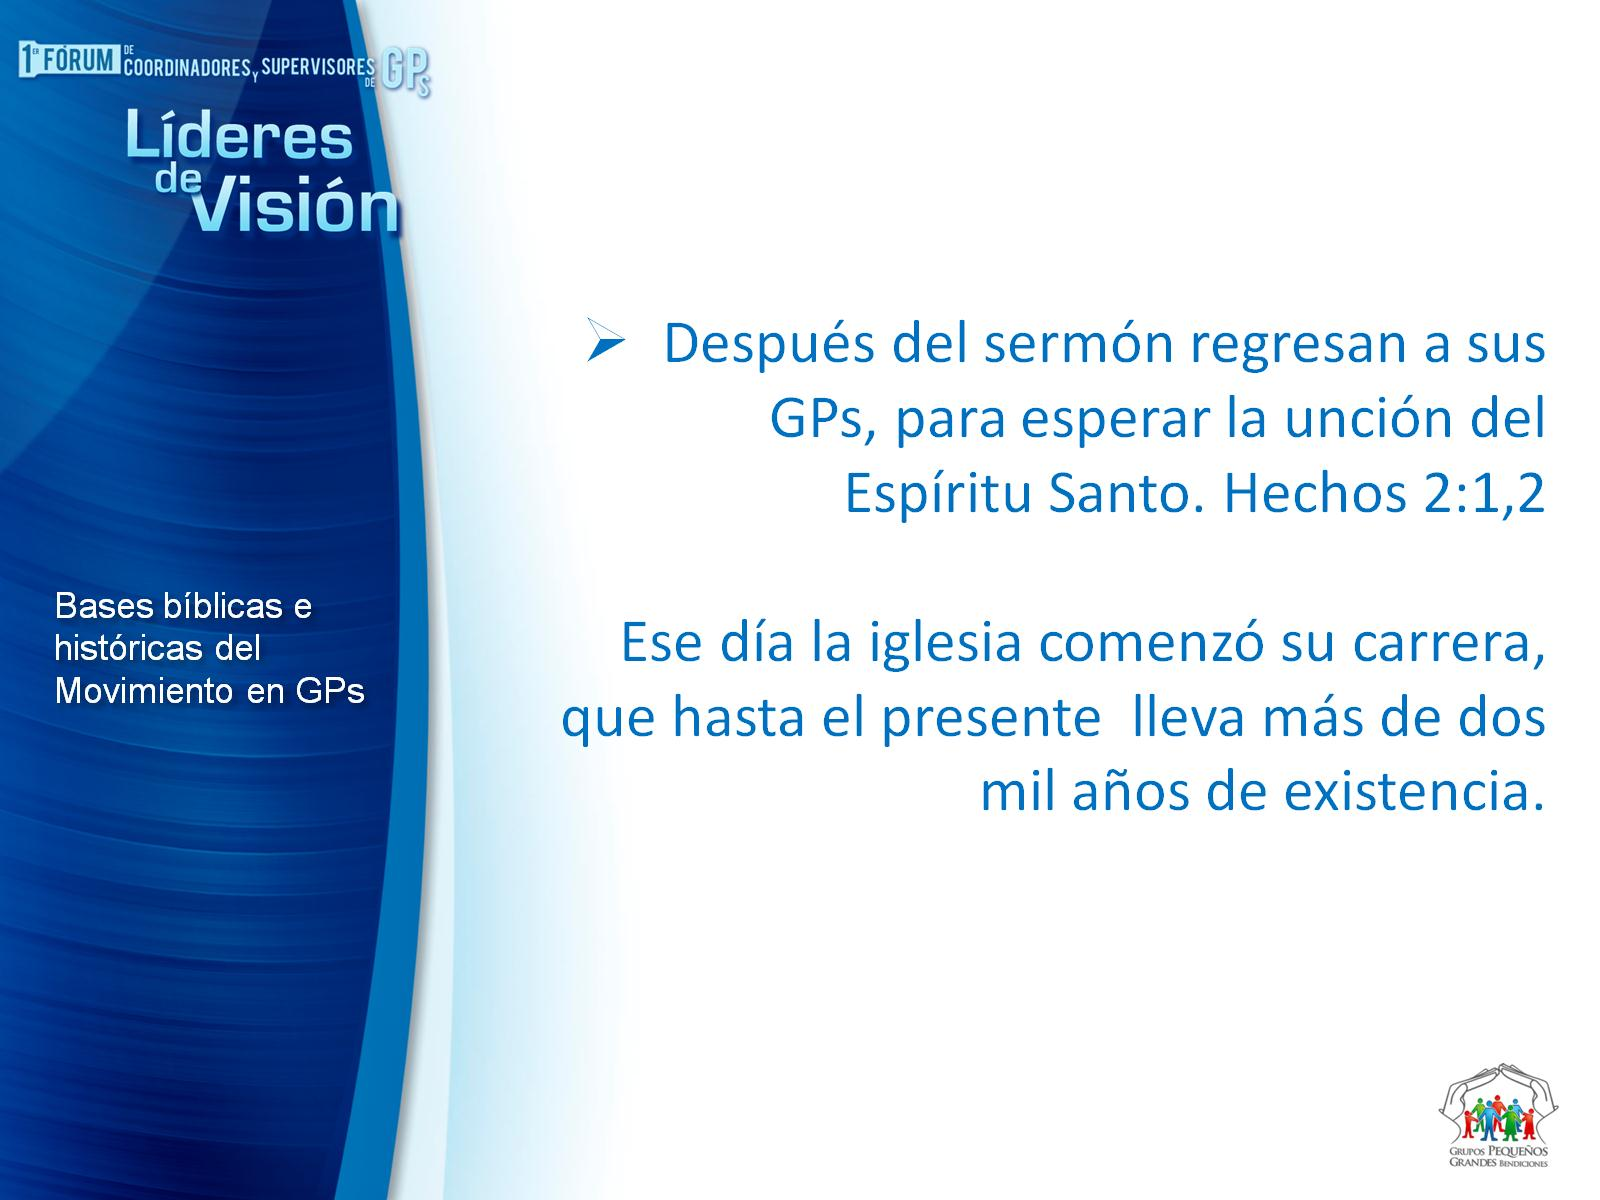 1ER FÓRUM DE COORDINADORES Y SUPERVISORES DE GPs
Líderes
de
Visión
Después del sermón regresan a sus
GPs, para esperar la unción del
Espíritu Santo. Hechos 2:1,2
Ese día la iglesia comenzó su carrera,
que hasta el presente  lleva más de dos
mil años de existencia.
Bases bíblicas e
históricas del
Movimiento en GPs
GRUPOS PEQUEÑOS
GRANDES BENDICIONES